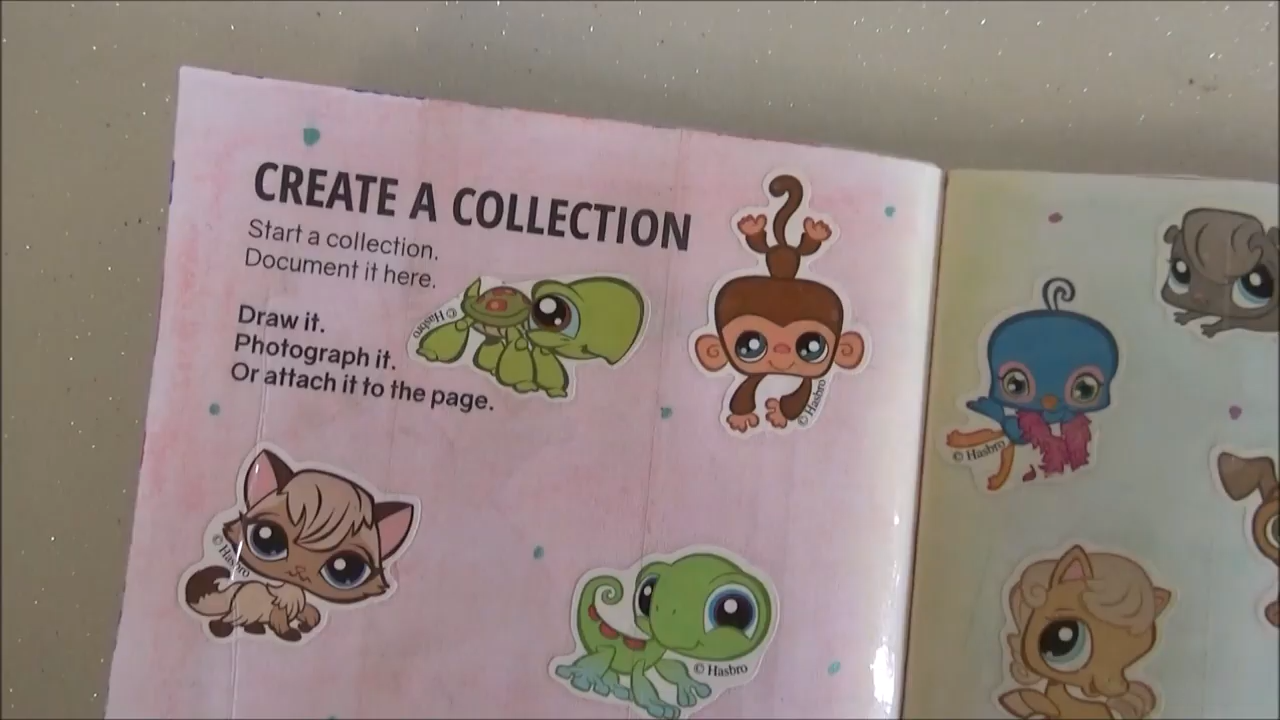 CREATE A COLLECTION
Start a collection.
Document it here.
Draw it.
Photograph it.
Or attach it to the page.
© Hasbro
© Hasbro
© Hasbro
© Hasbro
© Hasbro